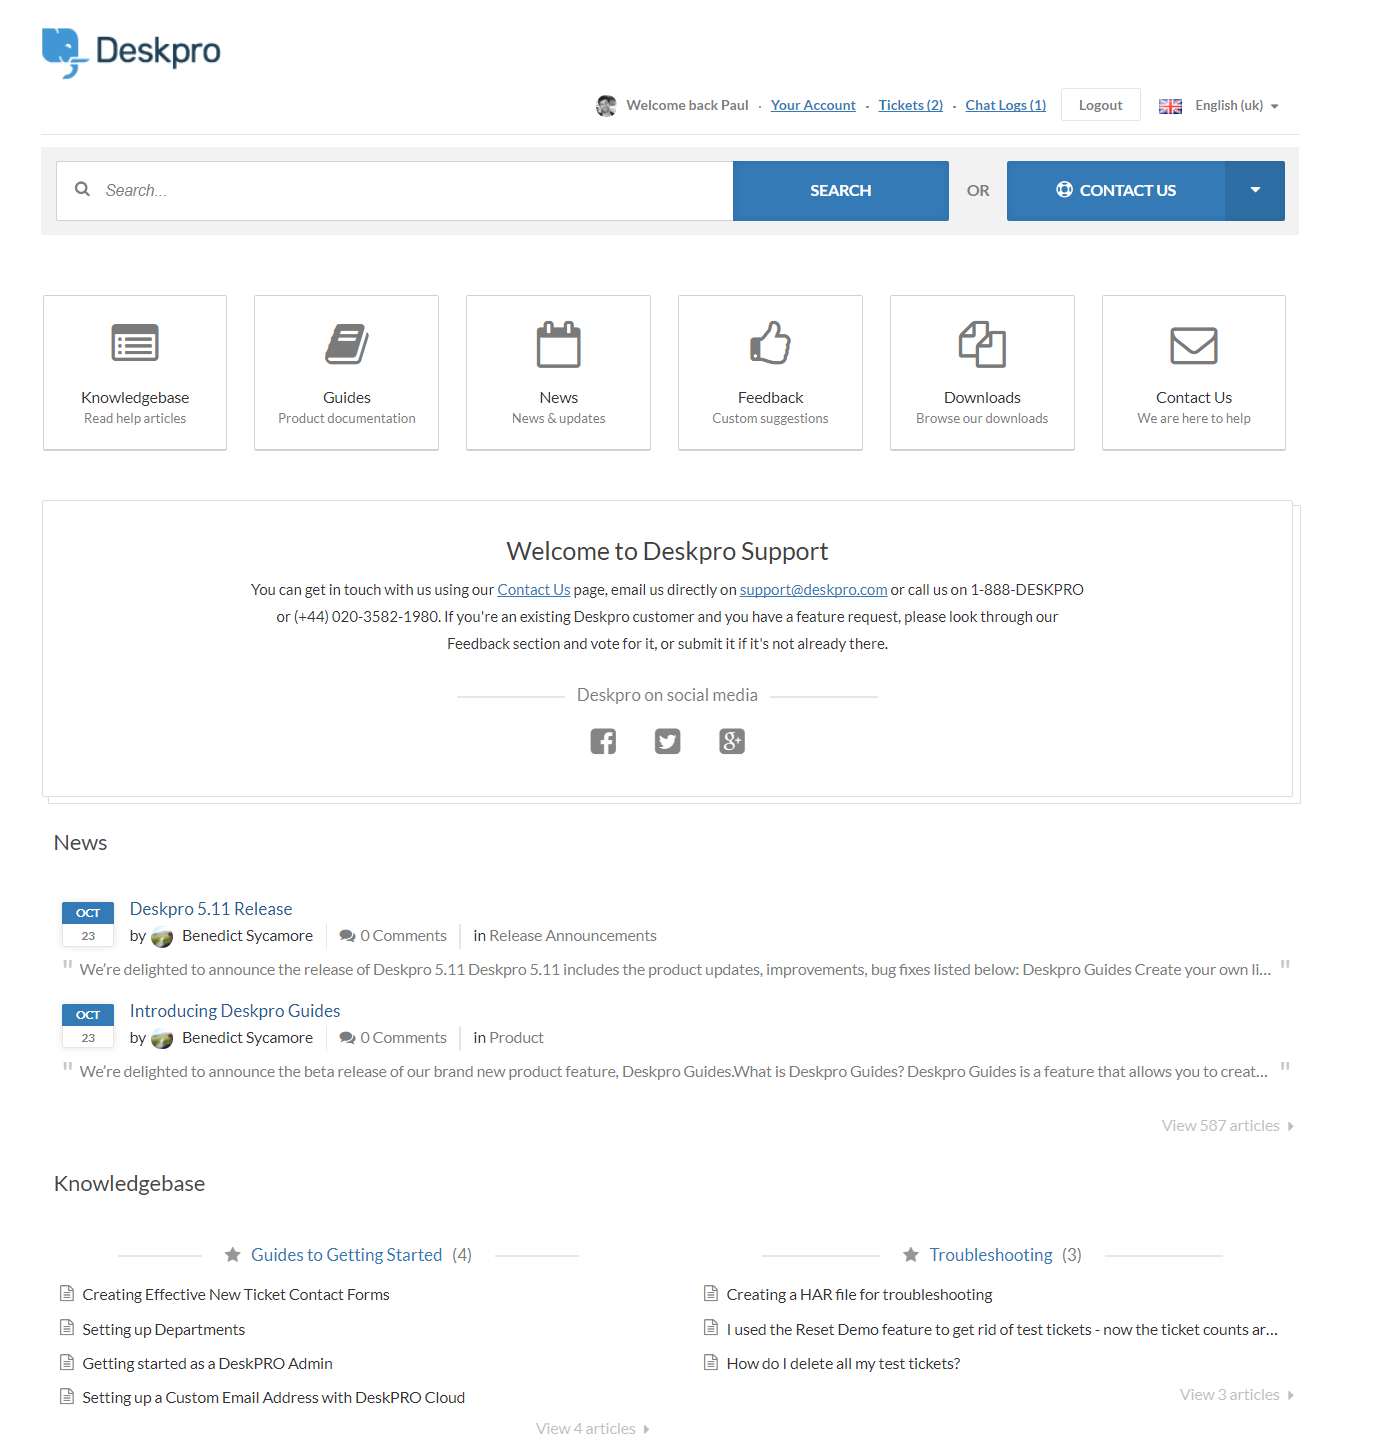 Deskpro
Welcome back Paul · Your Account · Tickets (2) · Chat Logs (1) Logout English (uk)
Search... SEARCH OR CONTACT US
Knowledgebase Guides News Feedback Downloads Contact Us
Read help articles Product documentation News & updates Custom suggestions Browse our downloads We are here to help
Welcome to Deskpro Support
You can get in touch with us using our Contact Us page, email us directly on support@deskpro.com or call us on 1-888-DESKPRO
or (+44) 020-3582-1980. If you're an existing Deskpro customer and you have a feature request, please look through our
Feedback section and vote for it, or submit it if it's not already there.
Deskpro on social media
News
OCT Deskpro 5.11 Release
23 by Benedict Sycamore 0 Comments in Release Announcements
" We're delighted to announce the release of Deskpro 5.11 Deskpro 5.11 includes the product updates, improvements, bug fixes listed below: Deskpro Guides Create your own li... "
OCT Introducing Deskpro Guides
23 by Benedict Sycamore 0 Comments in Product
" We're delighted to announce the beta release of our brand new product feature, Deskpro Guides.What is Deskpro Guides? Deskpro Guides is a feature that allows you to creat... "
View 587 articles
Knowledgebase
Guides to Getting Started (4)
Creating Effective New Ticket Contact Forms
Setting up Departments
Getting started as a DeskPRO Admin
Setting up a Custom Email Address with DeskPRO Cloud
View 4 articles
Troubleshooting (3)
Creating a HAR file for troubleshooting
I used the Reset Demo feature to get rid of test tickets - now the ticket counts ar...
How do I delete all my test tickets?
View 3 articles